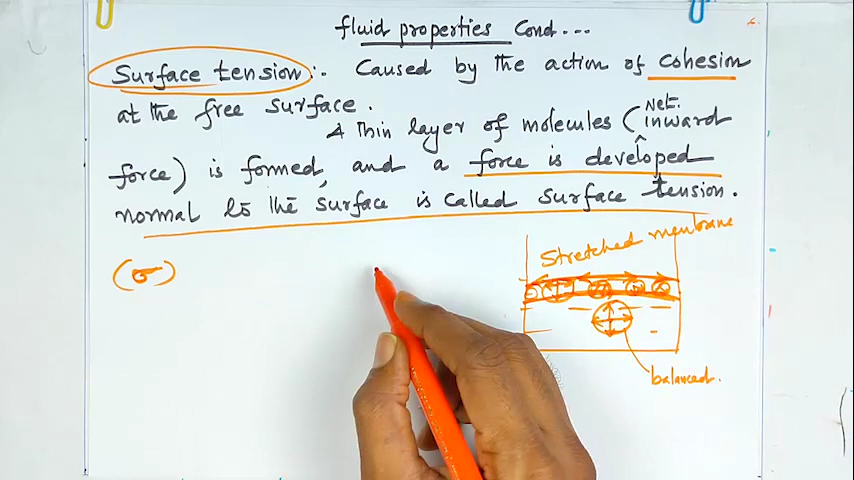 fluid properties Cond...
Surface tension :. Caused by the action of cohesion
at the free surface.
A Thin layer of molecules (Net. inward
force) is formed, and a force is developed
normal to the surface is called surface tension.
(σ)
Stretched membrane
balanced.